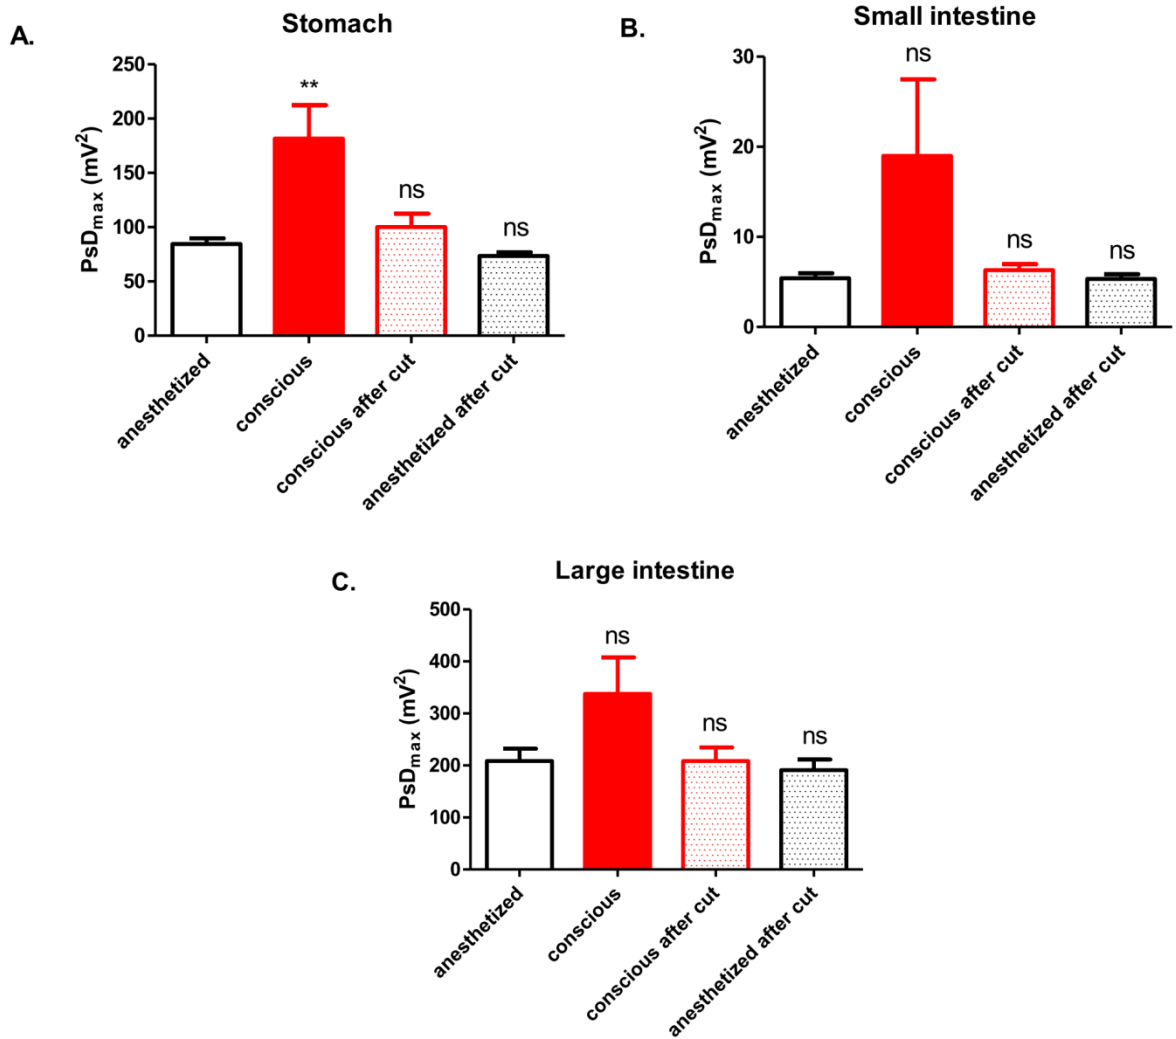 A.
Stomach
PsDmax (mV2)
250
200
150
100
50
0
**
ns
ns
anesthetized
conscious
conscious after cut
anesthetized after cut
B.
Small intestine
PsDmax (mV2)
30
20
10
0
ns
ns
ns
anesthetized
conscious
conscious after cut
anesthetized after cut
C.
Large intestine
PsDmax (mV2)
500
400
300
200
100
0
ns
ns
ns
anesthetized
conscious
conscious after cut
anesthetized after cut